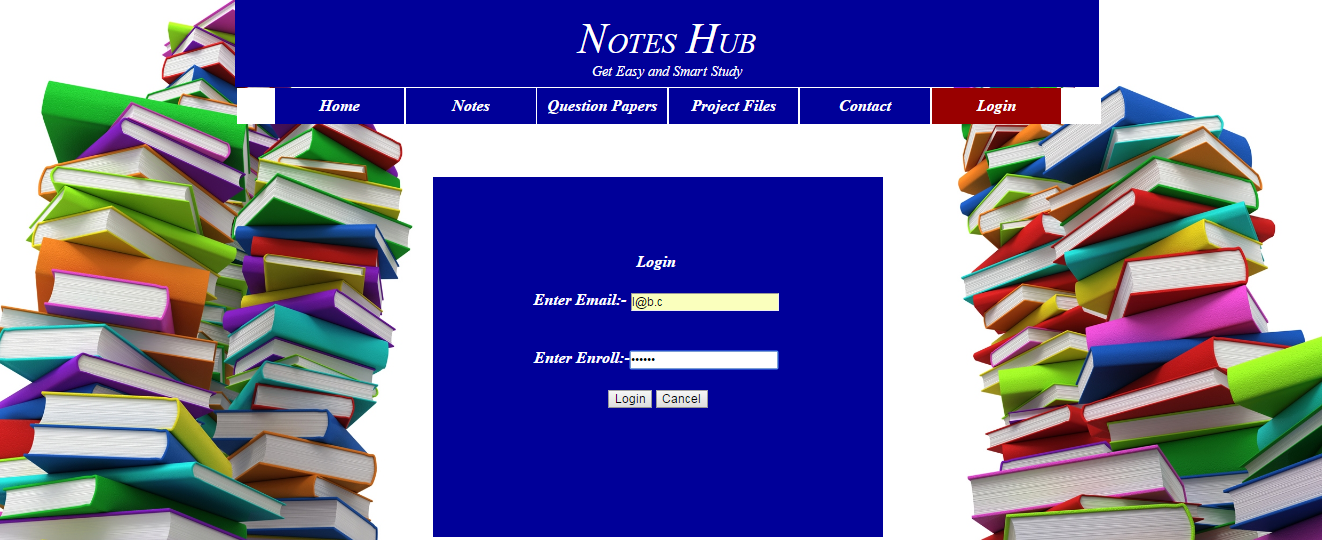 Notes Hub
Get Easy and Smart Study
Home Notes Question Papers Project Files Contact Login
Login
Enter Email:- l@b.c
Enter Enroll:- ••••••
Login Cancel